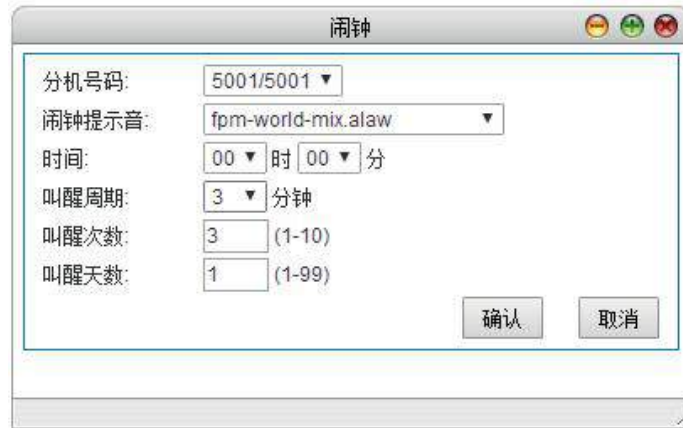 闹钟
分机号码: 5001/5001
闹钟提示音: fpm-world-mix.alaw
时间: 00 时 00 分
叫醒周期: 3 分钟
叫醒次数: 3 (1-10)
叫醒天数: 1 (1-99)
确认 取消